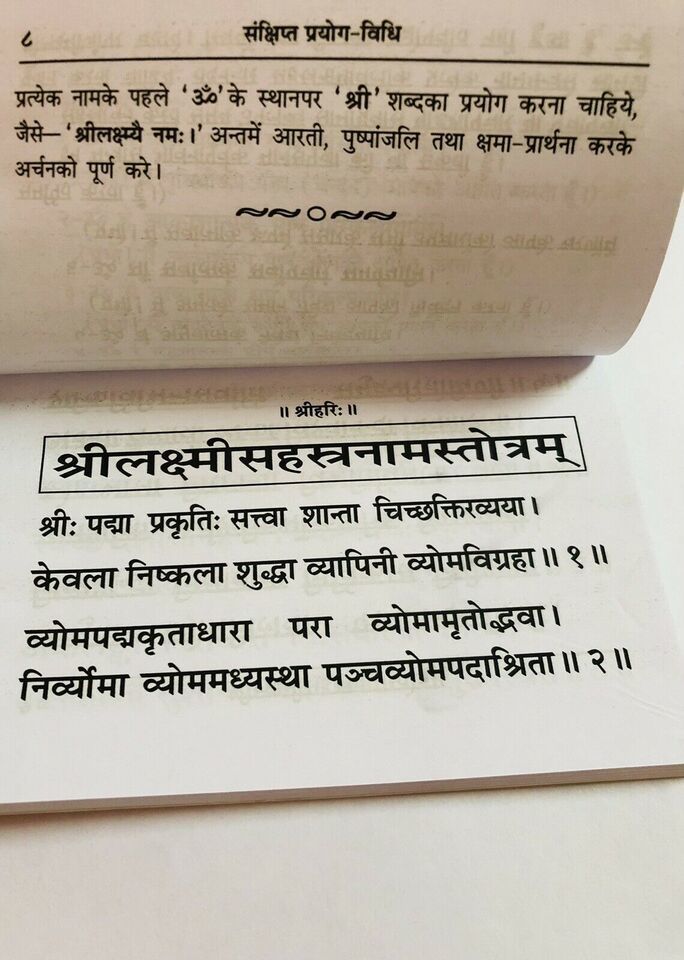 ८ संक्षिप्त प्रयोग-विधि
प्रत्येक नामके पहले 'ॐ' के स्थानपर 'श्री' शब्दका प्रयोग करना चाहिये,
जैसे— 'श्रीलक्ष्म्यै नमः।' अन्तमें आरती, पुष्पांजलि तथा क्षमा-प्रार्थना करके
अर्चनको पूर्ण करे।
॥ श्रीहरिः॥
श्रीलक्ष्मीसहस्त्रनामस्तोत्रम्
श्रीः पद्मा प्रकृतिः सत्त्वा शान्ता चिच्छक्तिरव्यया।
केवला निष्कला शुद्धा व्यापिनी व्योमविग्रहा॥ १॥
व्योमपद्मकृताधारा परा व्योमामृतोद्भवा।
निर्व्योमा व्योममध्यस्था पञ्चव्योमपदाश्रिता॥ २॥